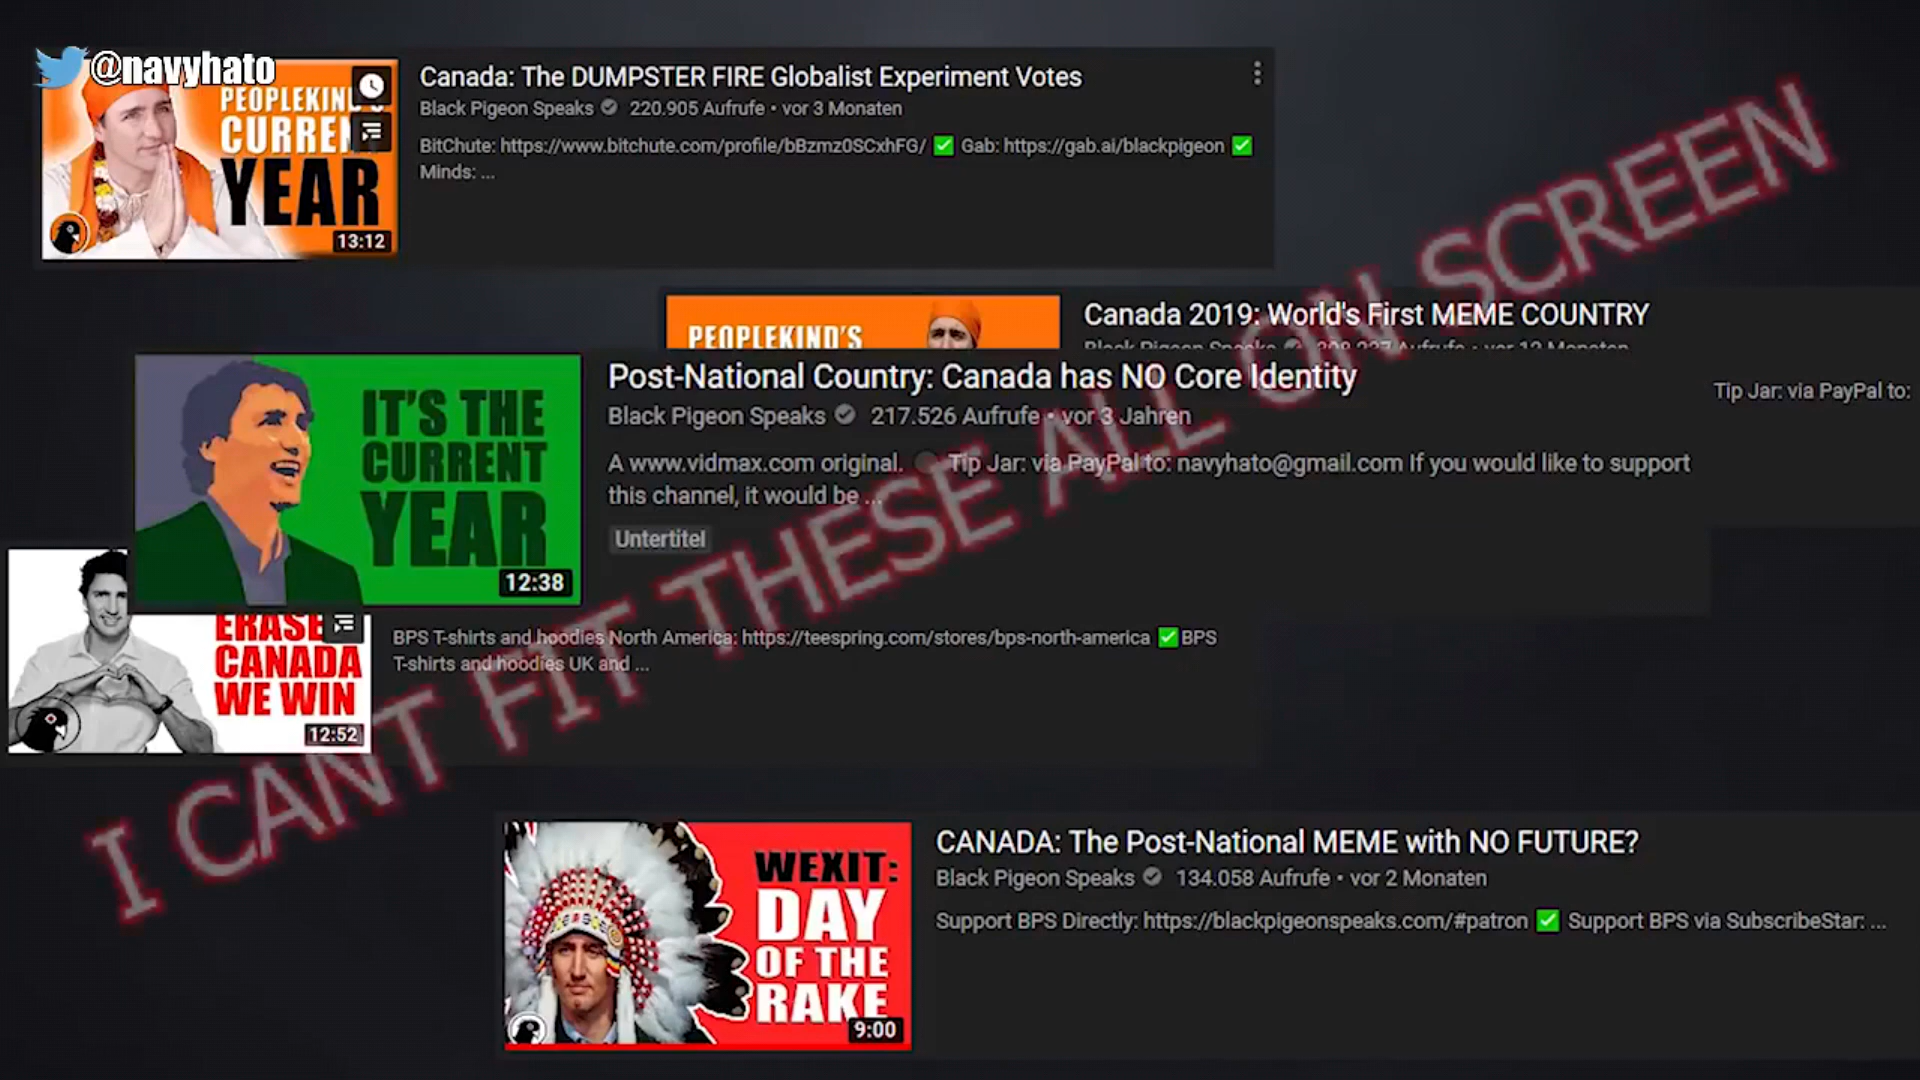 @navyhato
PEOPLEKIND'S
CURREN
YEAR
13:12
Canada: The DUMPSTER FIRE Globalist Experiment Votes
Black Pigeon Speaks 220.905 Aufrufe • vor 3 Monaten
BitChute: https://www.bitchute.com/profile/bBzmz0SCxhFG/ ✅ Gab: https://gab.ai/blackpigeon ✅
Minds: ...
PEOPLEKIND'S
Canada 2019: World's First MEME COUNTRY
Black Pigeon Speaks Aufrufe • vor 12 Monaten
Tip Jar: via PayPal to:
IT'S THE
CURRENT
YEAR
12:38
Post-National Country: Canada has NO Core Identity
Black Pigeon Speaks 217.526 Aufrufe • vor 3 Jahren
A www.vidmax.com original. Tip Jar: via PayPal to: navyhato@gmail.com If you would like to support
this channel, it would be ...
Untertitel
ERASE
CANADA
WE WIN
12:52
BPS T-shirts and hoodies North America: https://teespring.com/stores/bps-north-america ✅ BPS
T-shirts and hoodies UK and ...
I CANT FIT THESE ALL ON SCREEN
WEXIT:
DAY
OF THE
RAKE
9:00
CANADA: The Post-National MEME with NO FUTURE?
Black Pigeon Speaks 134.058 Aufrufe • vor 2 Monaten
Support BPS Directly: https://blackpigeonspeaks.com/#patron ✅ Support BPS via SubscribeStar: ...